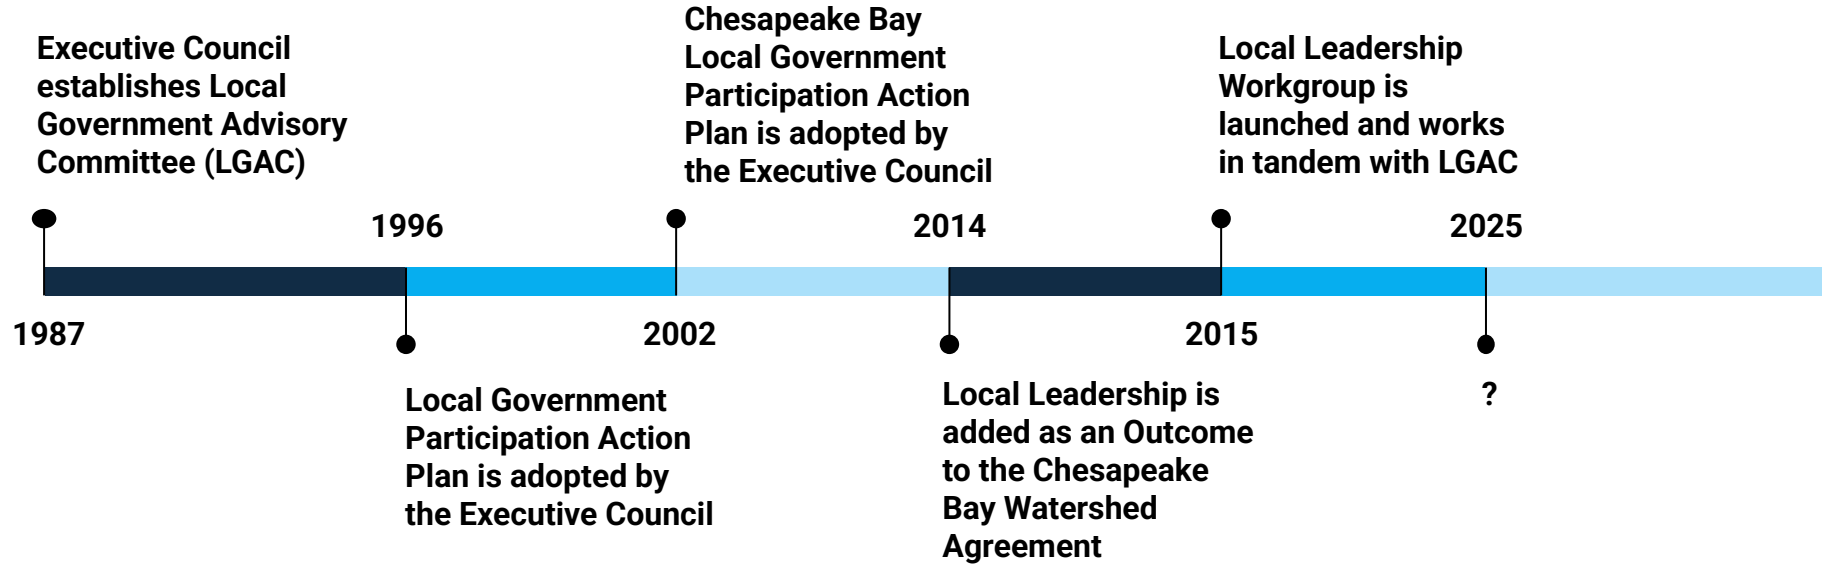 Executive Council
establishes Local
Government Advisory
Committee (LGAC)
1987
1996
Local Government
Participation Action
Plan is adopted by
the Executive Council
Chesapeake Bay
Local Government
Participation Action
Plan is adopted by
the Executive Council
2002
2014
Local Leadership is
added as an Outcome
to the Chesapeake
Bay Watershed
Agreement
Local Leadership
Workgroup is
launched and works
in tandem with LGAC
2015
2025
?